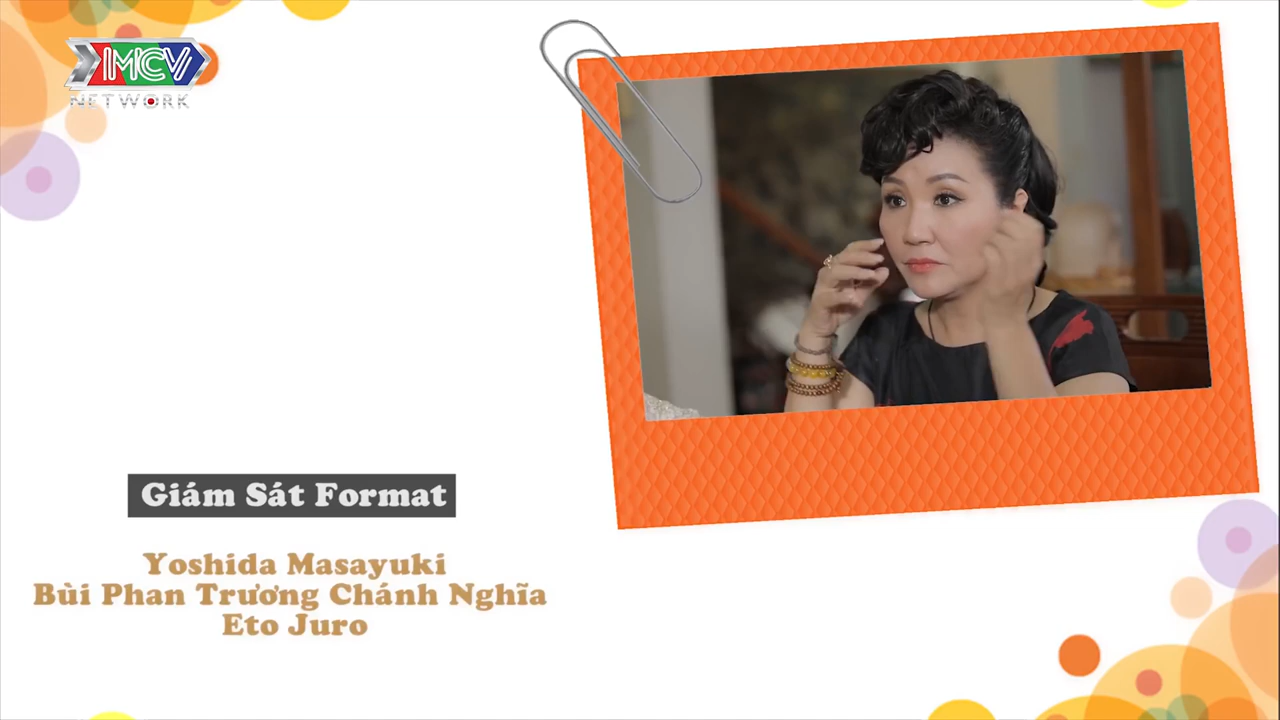 MCV
NETWORK
Giám Sát Format
Yoshida Masayuki
Bùi Phan Trương Chánh Nghĩa
Eto Juro